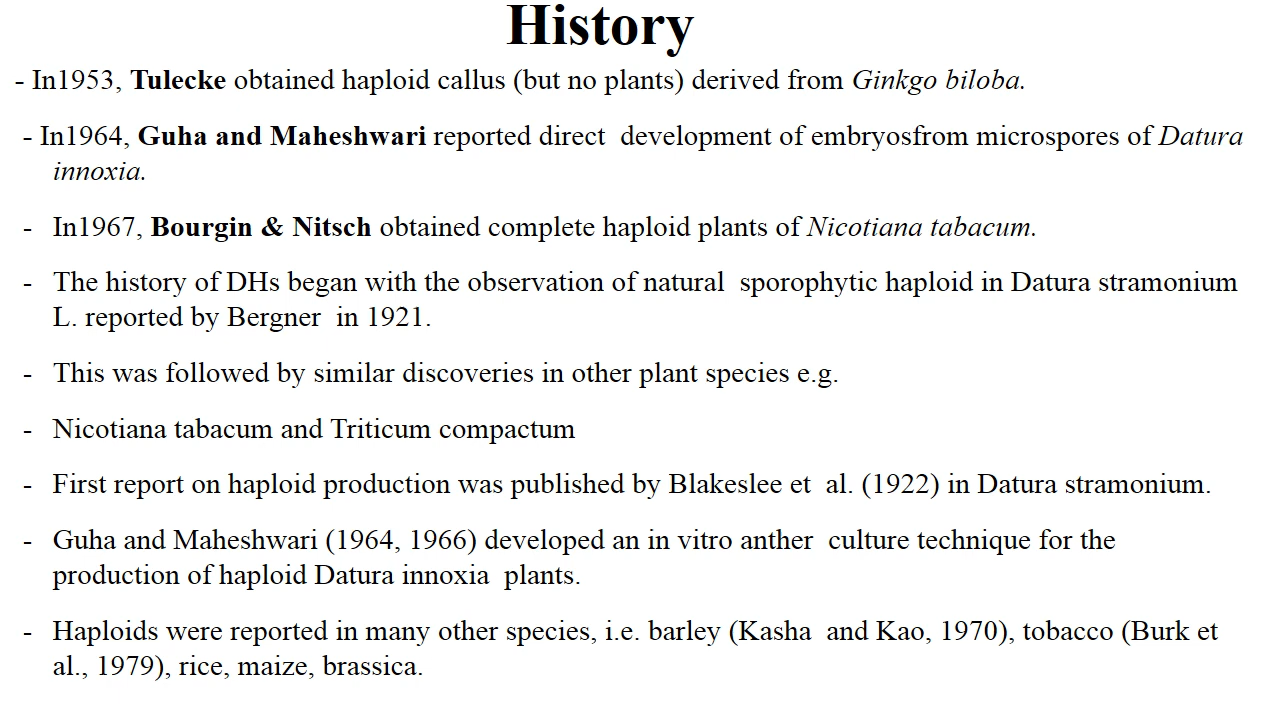 History
- In1953, Tulecke obtained haploid callus (but no plants) derived from Ginkgo biloba.
- In1964, Guha and Maheshwari reported direct  development of embryosfrom microspores of Datura
innoxia.
- In1967, Bourgin & Nitsch obtained complete haploid plants of Nicotiana tabacum.
- The history of DHs began with the observation of natural  sporophytic haploid in Datura stramonium
L. reported by Bergner  in 1921.
- This was followed by similar discoveries in other plant species e.g.
- Nicotiana tabacum and Triticum compactum
- First report on haploid production was published by Blakeslee et  al. (1922) in Datura stramonium.
- Guha and Maheshwari (1964, 1966) developed an in vitro anther  culture technique for the
production of haploid Datura innoxia  plants.
- Haploids were reported in many other species, i.e. barley (Kasha  and Kao, 1970), tobacco (Burk et
al., 1979), rice, maize, brassica.